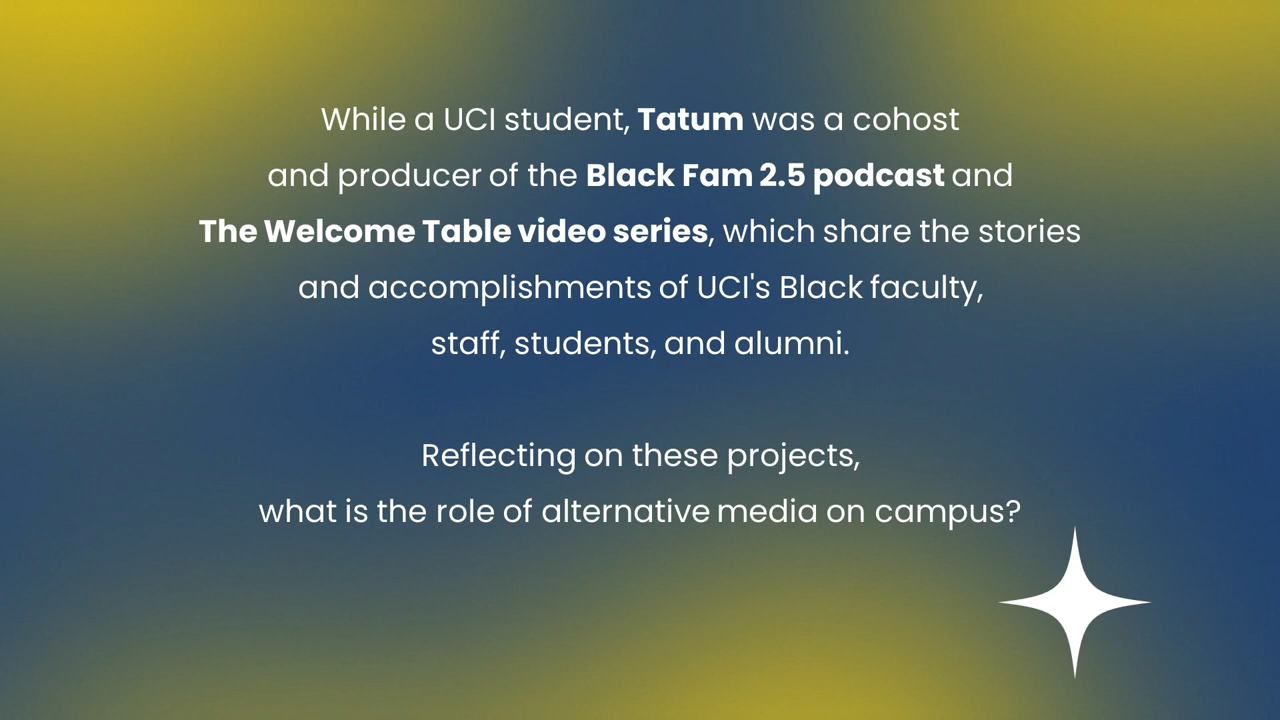 While a UCI student, Tatum was a cohost
and producer of the Black Fam 2.5 podcast and
The Welcome Table video series, which share the stories
and accomplishments of UCI's Black faculty,
staff, students, and alumni.
Reflecting on these projects,
what is the role of alternative media on campus?